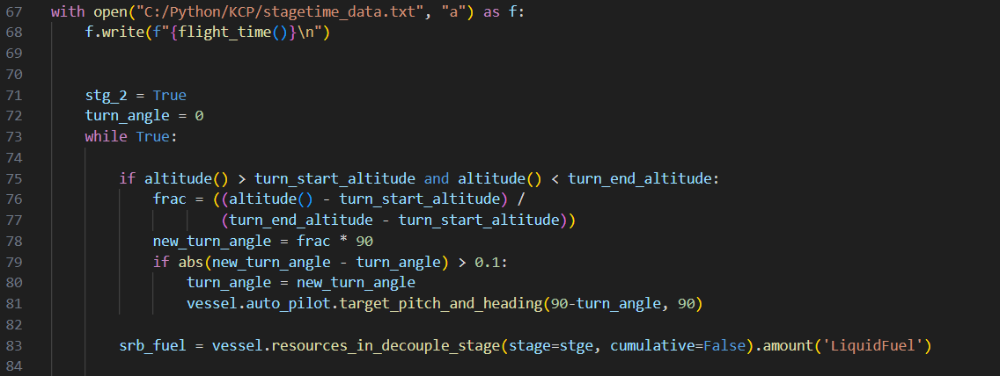 67 with open("C:/Python/KCP/stagetime_data.txt", "a") as f:
68     f.write(f"{flight_time()}\n")
69
70
71     stg_2 = True
72     turn_angle = 0
73     while True:
74
75         if altitude() > turn_start_altitude and altitude() < turn_end_altitude:
76             frac = ((altitude() - turn_start_altitude) /
77                     (turn_end_altitude - turn_start_altitude))
78             new_turn_angle = frac * 90
79             if abs(new_turn_angle - turn_angle) > 0.1:
80                 turn_angle = new_turn_angle
81                 vessel.auto_pilot.target_pitch_and_heading(90-turn_angle, 90)
82
83         srb_fuel = vessel.resources_in_decouple_stage(stage=stge, cumulative=False).amount('LiquidFuel')
84